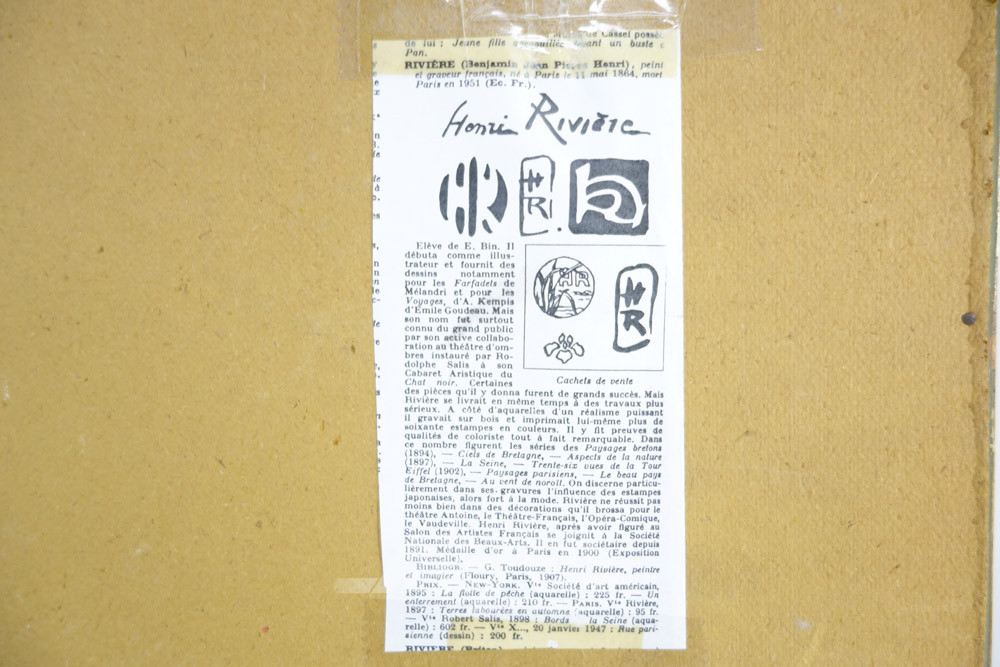 de Cassel possè
de lui : Jeune fille agenouillée devant un buste
Pan.
RIVIÈRE (Benjamin Jean Pierre Henri), peint
et graveur français, né à Paris le 11 mai 1864, mort
Paris en 1951 (Ec. Fr.).
Henri Rivière
HR
HR
Elève de E. Bin. Il
débuta comme illus-
trateur et fournit des
dessins notamment
pour les Farfadets de
Mélandri et pour les
Voyages, d'A. Kempis
d'Émile Goudeau. Mais
son nom fut surtout
connu du grand public
par son active collabo-
ration au théâtre d'om-
bres instauré par Ro-
dolphe Salis à son
Cabaret Aristique du
Chat noir. Certaines
HR
HR
Cachets de vente
des pièces qu'il y donna furent de grands succès. Mais
Rivière se livrait en même temps à des travaux plus
sérieux. A côté d'aquarelles d'un réalisme puissant
il gravait sur bois et imprimait lui-même plus de
soixante estampes en couleurs. Il y fit preuves de
qualités de coloriste tout à fait remarquable. Dans
ce nombre figurent les séries des Paysages bretons
(1894), — Ciels de Bretagne, — Aspects de la nature
(1897), — La Seine, — Trente-six vues de la Tour
Eiffel (1902), — Paysages parisiens, — Le beau pays
de Bretagne, — Au vent de noroît. On discerne particu-
lièrement dans ses gravures l'influence des estampes
japonaises, alors fort à la mode. Rivière ne réussit pas
moins bien dans des décorations qu'il brossa pour le
théâtre Antoine, le Théâtre-Français, l'Opéra-Comique,
le Vaudeville. Henri Rivière, après avoir figuré au
Salon des Artistes Français se joignit à la Société
Nationale des Beaux-Arts. Il en fut sociétaire depuis
1891. Médaille d'or à Paris en 1900 (Exposition
Universelle).
BIBLIOGR. — G. Toudouze : Henri Rivière, peintre
et imagier (Floury, Paris, 1907).
PRIX. — NEW-YORK. Vte Société d'art américain,
1895 : La flolle de pêche (aquarelle) : 225 fr. — Un
enterrement (aquarelle) : 210 fr. — PARIS. Vte Rivière,
1897 : Terres labourées en automne (aquarelle) : 95 fr.
— Vte Robert Salis, 1898 : Bords la Seine (aqua-
relle) : 602 fr. — Vte X..., 20 janvier 1947 : Rue pari-
sienne (dessin) : 200 fr.
RIVIERE